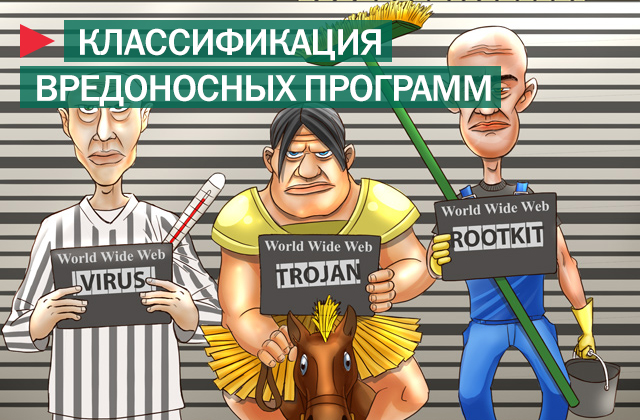 КЛАССИФИКАЦИЯ
ВРЕДОНОСНЫХ ПРОГРАММ
World Wide Web
VIRUS
World Wide Web
TROJAN
World Wide Web
ROOTKIT